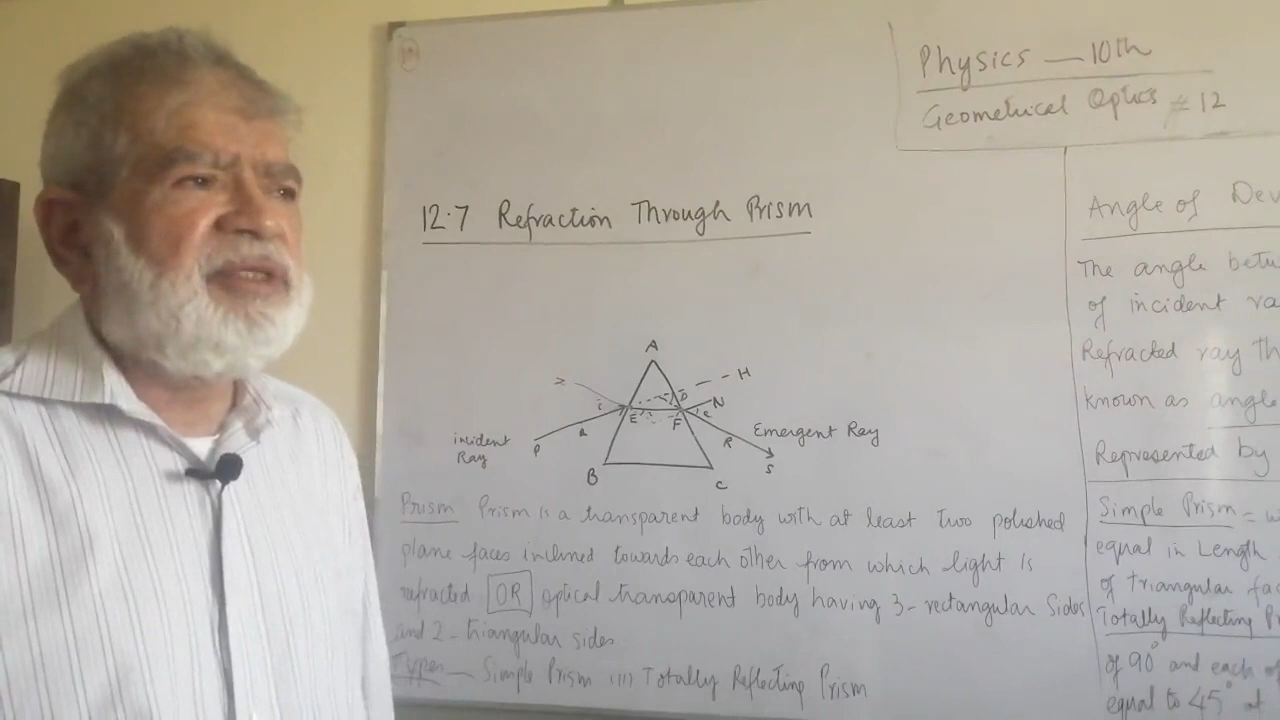 Physics — 10th
Geometrical Optics # 12
12.7 Refraction Through Prism
A
H
D
N
i
e
E
F
incident
Ray
P
Emergent Ray
R
S
B
C
Prism Prism is a transparent body with at least two polished
plane faces inclined towards each other from which light is
refracted OR optical transparent body having 3-rectangular Sides
and 2-triangular sides
Types — Simple Prism Totally Reflecting Prism
Angle of Dev
The angle betw
of incident ra
Refracted ray th
known as angle
Represented by
Simple Prism =
equal in Length
of triangular fa
Totally Reflecting Pr
of 90° and each of
equal to 45° at